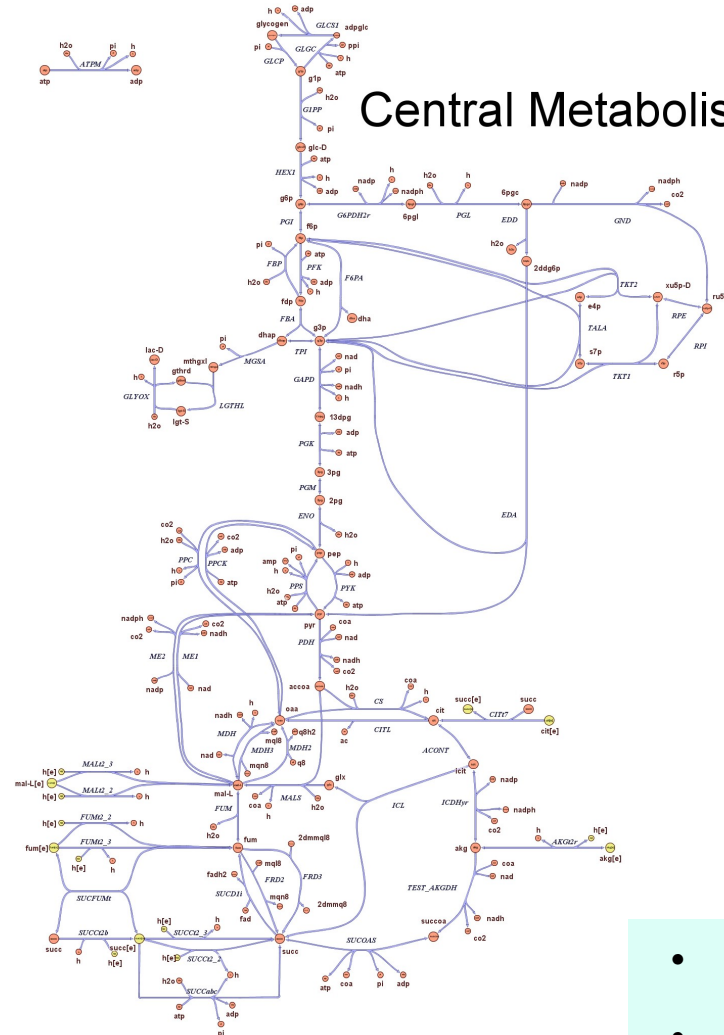 h adp
GLCS1
glycogen adpglc
pi ppi
GLGC
GLCP h
atp
g1p
h2o pi h
ATPM
atp adp
h2o
G1PP
Central Metabolis
pi
glc-D
atp
HEX1
h
adp
nadp h nadph h2o h nadp nadph
co2
g6p G6PDH2r 6pgl PGL 6pgc EDD GND
PGI
f6p
pi atp
FBP PFK F6PA
h2o adp
h
fdp
h2o
2ddg6p
TKT2 xu5p-D
e4p
ru5
RPE
TALA
RPI
s7p
TKT1 r5p
dha
FBA
g3p
dhap
TPI
pi
MGSA
lac-D
mthgxl
gthrd
h
GLYOX LGTHL
h2o lgt-S
nad
pi
GAPD
nadh
h
13dpg
adp
PGK
atp
3pg
PGM
2pg
ENO
EDA
h2o
pep
co2
h2o
PPC
h
pi
co2
adp
PPCK
atp
pi
amp
h
PPS
h2o
atp
h
adp
PYK
atp
pyr
coa
PDH nad
nadh
co2
accoa
nadph
co2
ME2 ME1
nadp
co2
nadh
nad
h2o CS coa h
oaa cit
CITL
ac
succ[e] succ
CITt7
cit[e]
ACONT
icit
h
nadh
MDH
nad
mql8
MDH3
mqn8
q8h2
MDH2
q8
MALt2_3
h[e] h
mal-L[e]
h[e] h
MALt2_2
mal-L
MALS
coa
h
h2o
glx
ICL
nadp
ICDHyr
nadph
co2
FUM
h2o
FUMt2_2
h[e] h
fum[e] FUMt2_3
h[e] h
fum
2dmmql8
mql8
fadh2
FRD2 FRD3
SUCD1i
mqn8
fad
2dmmq8
SUCFUMt
akg
h h[e]
AKGt2r
akg[e]
coa
nad
TEST_AKGDH
nadh
co2
succoa
SUCCt2b
succ
h h[e]
succ[e]
h[e] h
SUCCt2_3
h[e] SUCCt2_2
succ
SUCOAS
atp coa pi adp
h2o h
SUCCabc
atp adp
pi
•
•